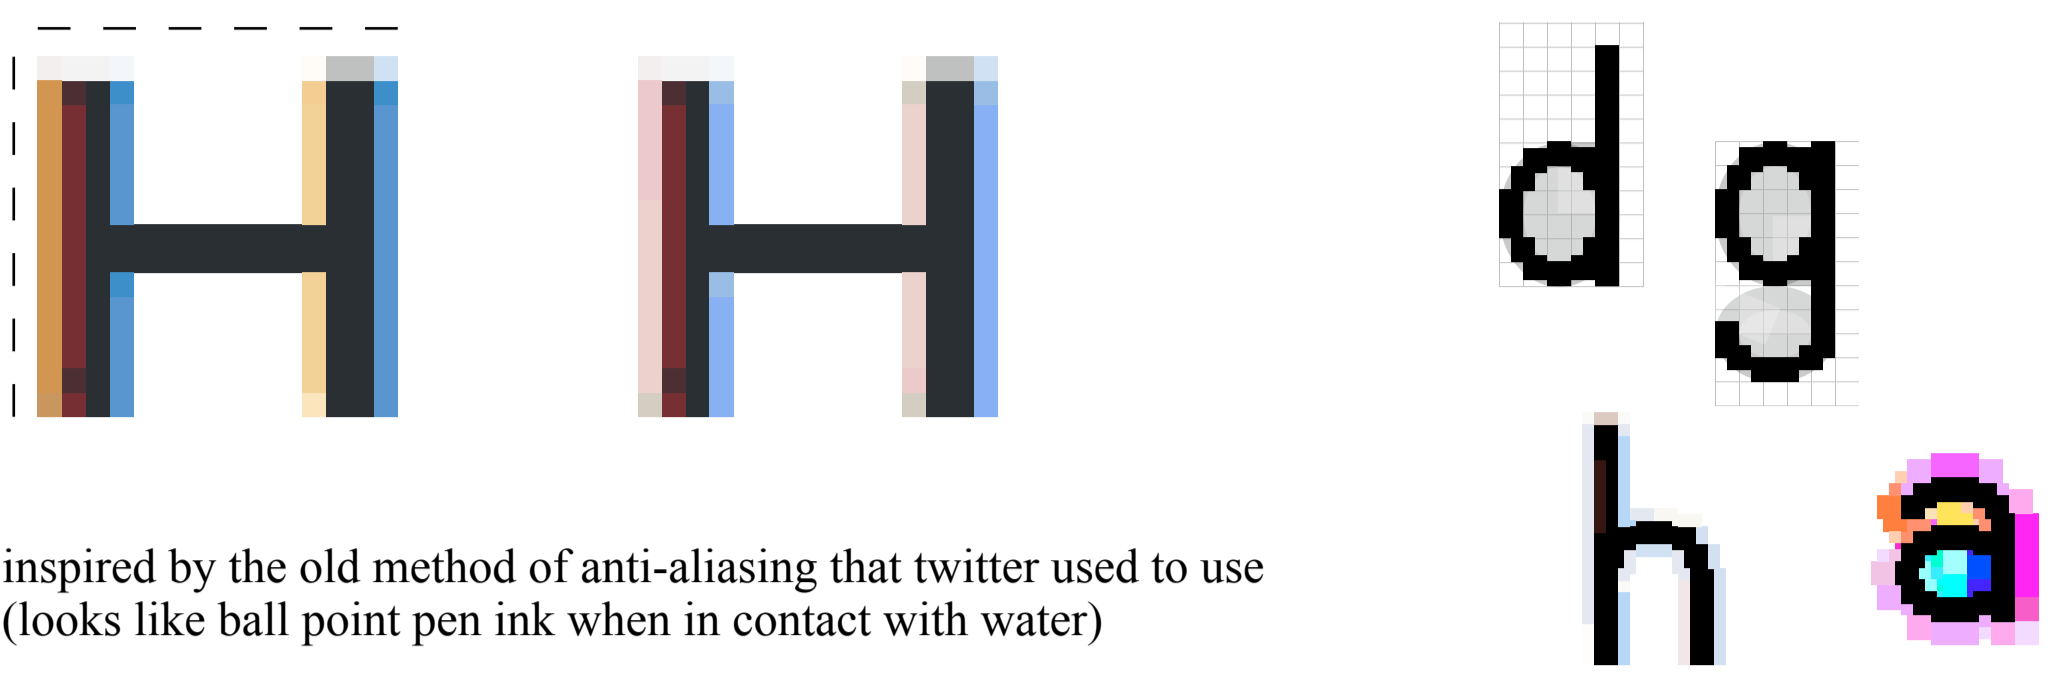 H H d g
h a
inspired by the old method of anti-aliasing that twitter used to use
(looks like ball point pen ink when in contact with water)